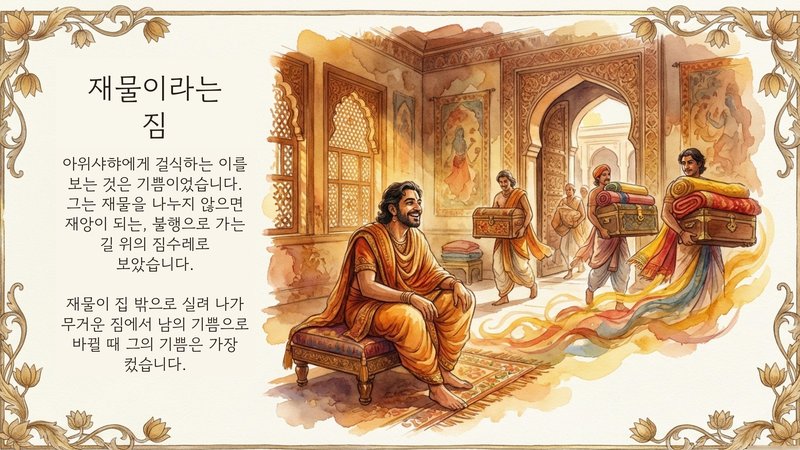 재물이라는
짐
아위샤햐에게 걸식하는 이를
보는 것은 기쁨이었습니다.
그는 재물을 나누지 않으면
재앙이 되는, 불행으로 가는
길 위의 짐수레로
보았습니다.
재물이 집 밖으로 실려 나가
무거운 짐에서 남의 기쁨으로
바뀔 때 그의 기쁨은 가장
컸습니다.